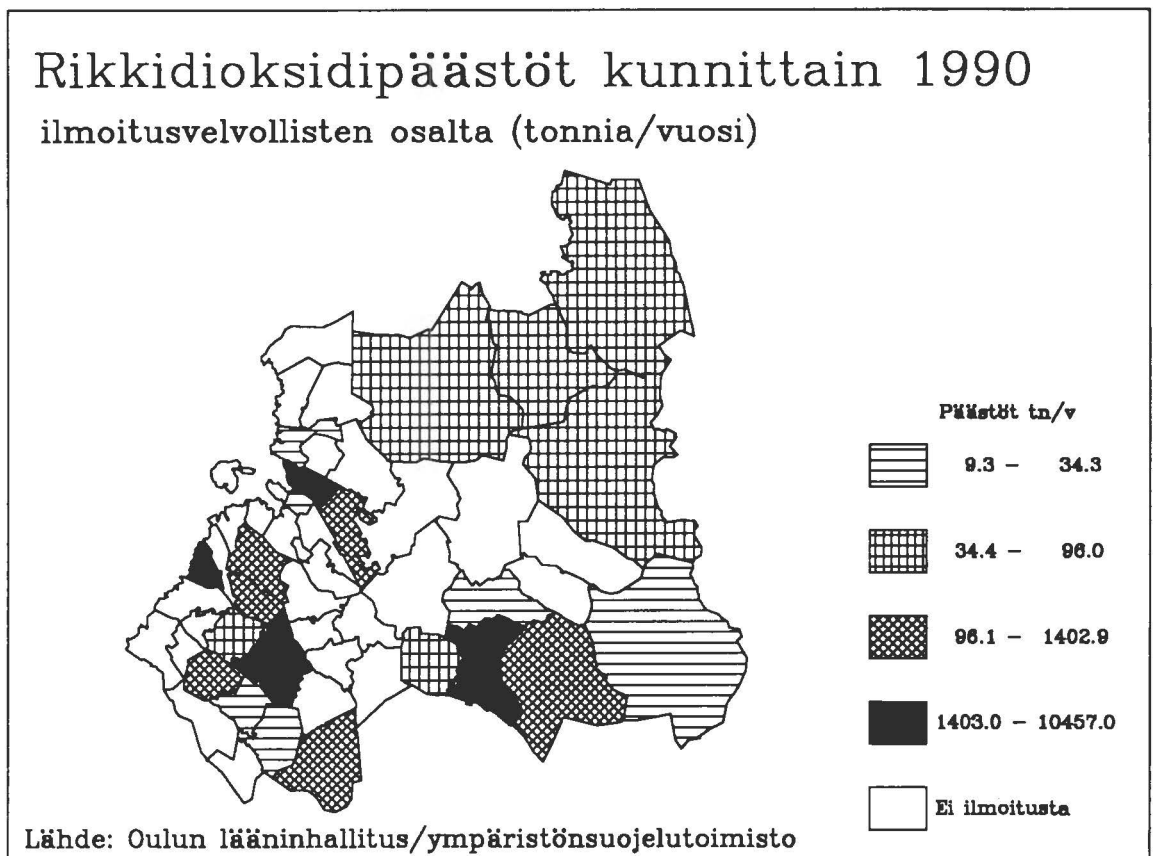 Rikkidioksidipäästöt kunnittain 1990
ilmoitusvelvollisten osalta (tonnia/vuosi)
Päästöt tn/v
9.3 – 34.3
34.4 – 96.0
96.1 – 1402.9
1403.0 – 10457.0
Ei ilmoitusta
Lähde: Oulun lääninhallitus/ympäristönsuojelutoimisto